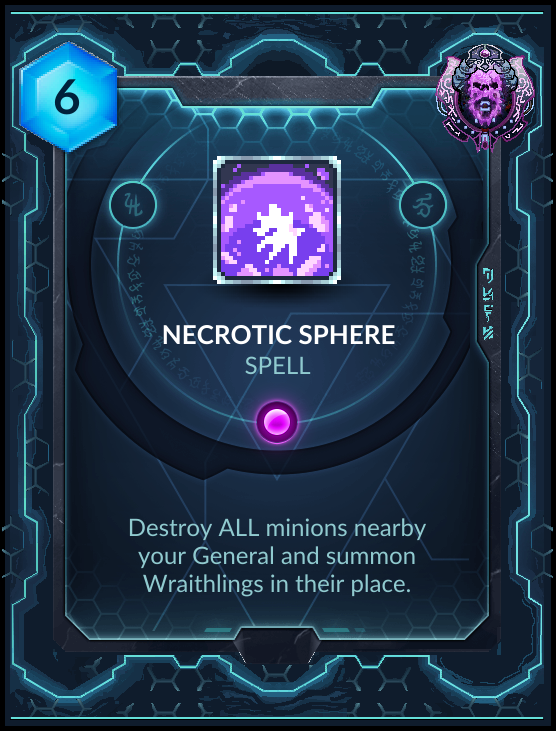 6
NECROTIC SPHERE
SPELL
Destroy ALL minions nearby
your General and summon
Wraithlings in their place.